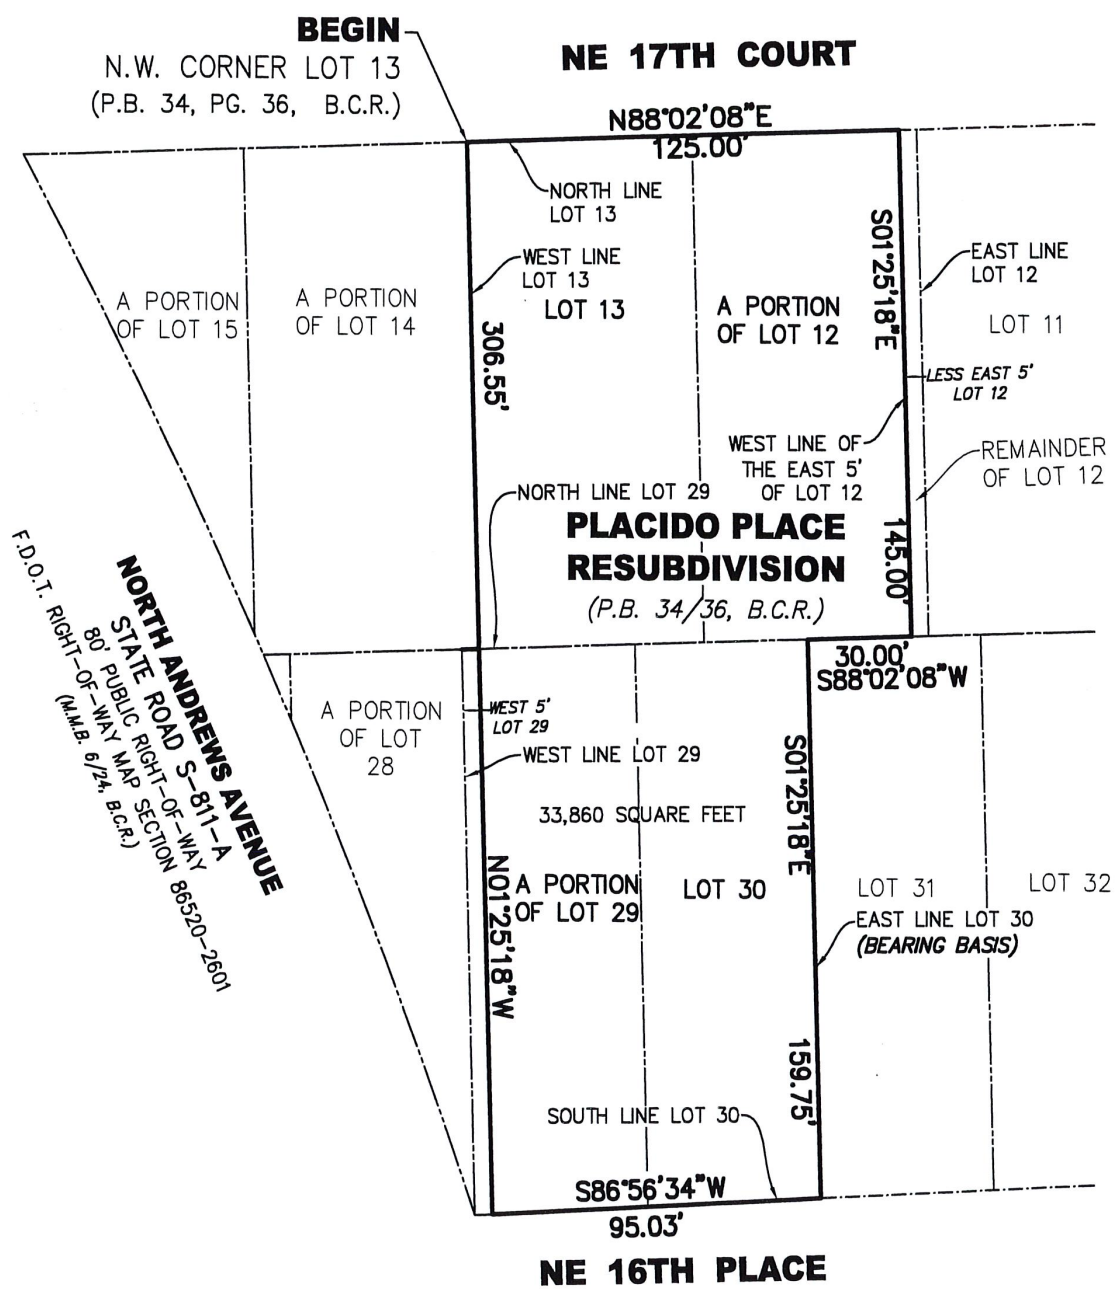 BEGIN
N.W. CORNER LOT 13
(P.B. 34, PG. 36, B.C.R.)
NE 17TH COURT
N88°02'08"E
125.00'
NORTH LINE
LOT 13
WEST LINE
LOT 13
LOT 13
A PORTION
OF LOT 12
S01°25'18"E
EAST LINE
LOT 12
LOT 11
A PORTION
OF LOT 15
A PORTION
OF LOT 14
306.55'
LESS EAST 5'
LOT 12
WEST LINE OF
THE EAST 5'
OF LOT 12
REMAINDER
OF LOT 12
NORTH LINE LOT 29
PLACIDO PLACE
RESUBDIVISION
(P.B. 34/36, B.C.R.)
145.00'
30.00'
S88°02'08"W
NORTH ANDREWS AVENUE
STATE ROAD S-811-A
80' PUBLIC RIGHT-OF-WAY
F.D.O.T. RIGHT-OF-WAY MAP SECTION 86520-2601
(M.M.B. 6/24, B.C.R.)
A PORTION
OF LOT
28
WEST 5'
LOT 29
WEST LINE LOT 29
33,860 SQUARE FEET
S01°25'18"E
N01°25'18"W
A PORTION
OF LOT 29
LOT 30
LOT 31
LOT 32
EAST LINE LOT 30
(BEARING BASIS)
159.75'
SOUTH LINE LOT 30
S86°56'34"W
95.03'
NE 16TH PLACE